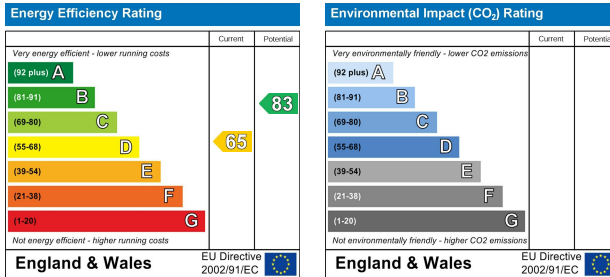 Energy Efficiency Rating
Current Potential
Very energy efficient - lower running costs
(92 plus) A
(81-91) B
(69-80) C
(55-68) D
(39-54) E
(21-38) F
(1-20) G
83
65
Not energy efficient - higher running costs
England & Wales
EU Directive
2002/91/EC
Environmental Impact (CO2) Rating
Current Potential
Very environmentally friendly - lower CO2 emissions
(92 plus) A
(81-91) B
(69-80) C
(55-68) D
(39-54) E
(21-38) F
(1-20) G
Not environmentally friendly - higher CO2 emissions
England & Wales
EU Directive
2002/91/EC